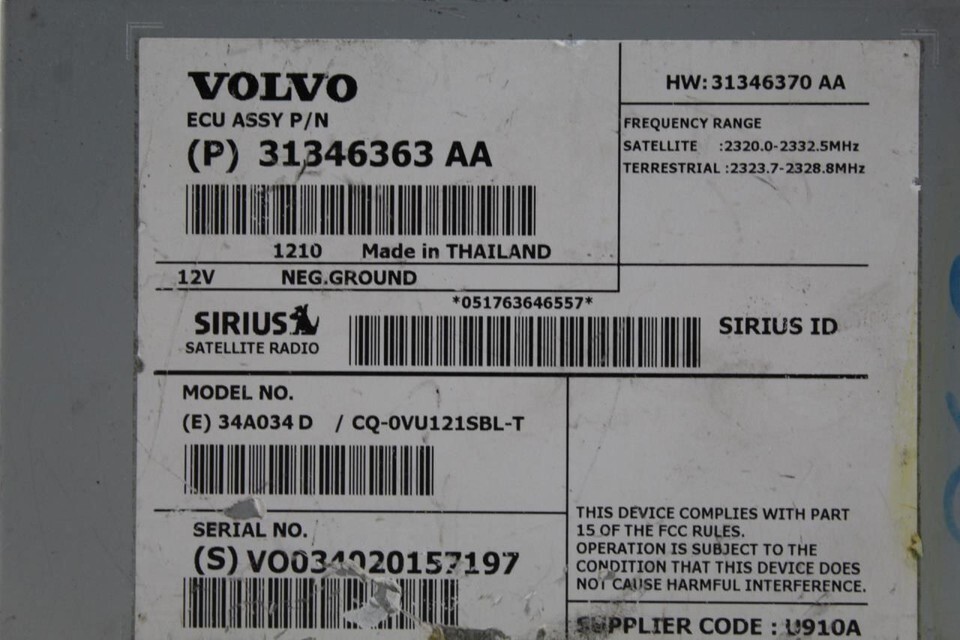 VOLVO
ECU ASSY P/N
(P) 31346363 AA
1210 Made in THAILAND
12V NEG.GROUND
HW: 31346370 AA
FREQUENCY RANGE
SATELLITE :2320.0-2332.5MHz
TERRESTRIAL :2323.7-2328.8MHz
*051763646557*
SIRIUS
SATELLITE RADIO
SIRIUS ID
MODEL NO.
(E) 34A034 D / CQ-0VU121SBL-T
SERIAL NO.
(S) VO034020157197
THIS DEVICE COMPLIES WITH PART
15 OF THE FCC RULES.
OPERATION IS SUBJECT TO THE
CONDITION THAT THIS DEVICE DOES
NOT CAUSE HARMFUL INTERFERENCE.
SUPPLIER CODE : U910A